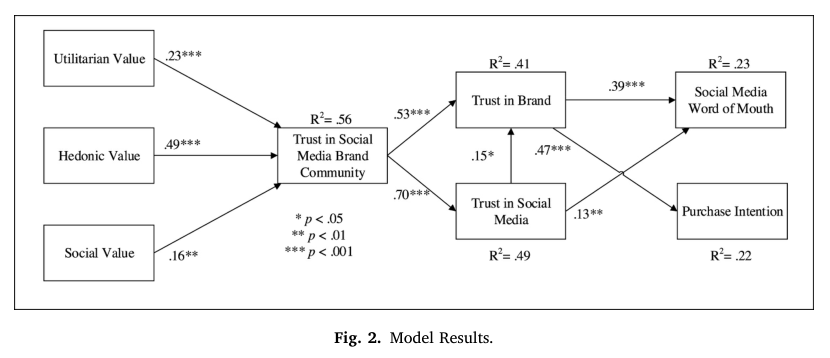 Utilitarian Value
.23***
Hedonic Value
.49***
Social Value
.16**
R²= .56
Trust in Social
Media Brand
Community
* p < .05
** p < .01
*** p < .001
.53***
.70***
R²= .41
Trust in Brand
.15*
Trust in Social
Media
R²= .49
.39***
.47***
.13**
R²= .23
Social Media
Word of Mouth
Purchase Intention
R²= .22
Fig. 2. Model Results.